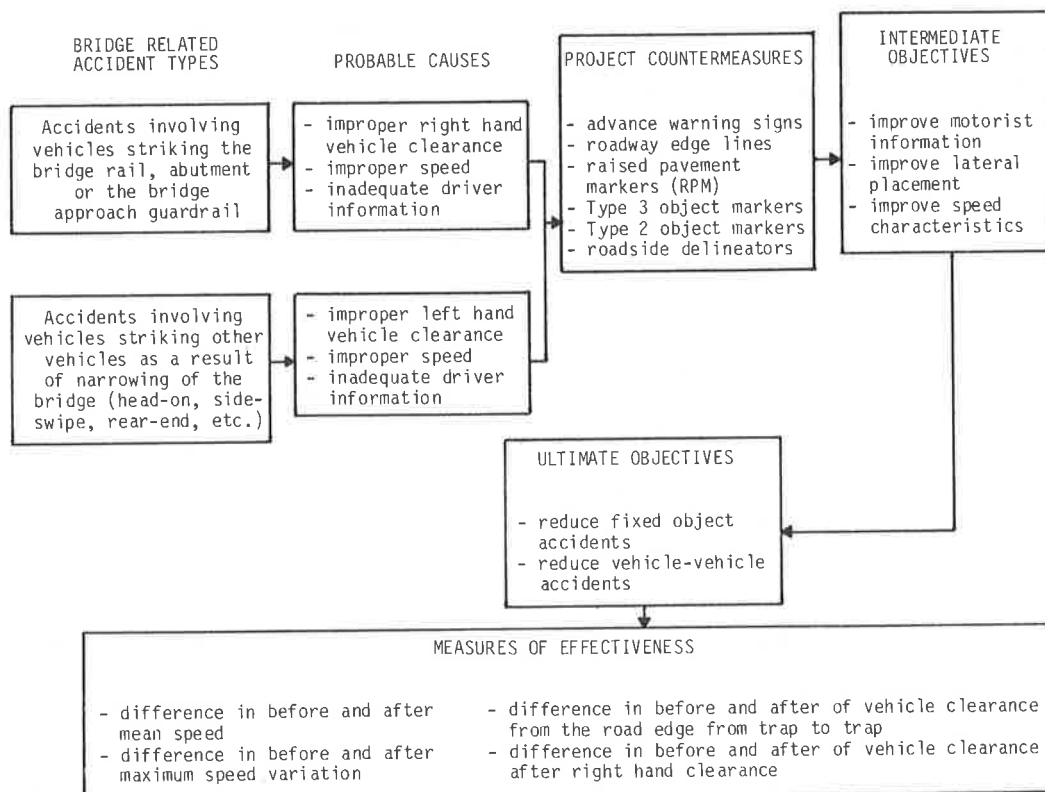 BRIDGE RELATED
ACCIDENT TYPES
Accidents involving
vehicles striking the
bridge rail, abutment
or the bridge
approach guardrail
Accidents involving
vehicles striking other
vehicles as a result
of narrowing of the
bridge (head-on, side-
swipe, rear-end, etc.)
PROBABLE CAUSES
- improper right hand
vehicle clearance
- improper speed
- inadequate driver
information
- improper left hand
vehicle clearance
- improper speed
- inadequate driver
information
PROJECT COUNTERMEASURES
- advance warning signs
- roadway edge lines
- raised pavement
markers (RPM)
- Type 3 object markers
- Type 2 object markers
- roadside delineators
INTERMEDIATE
OBJECTIVES
- improve motorist
information
- improve lateral
placement
- improve speed
characteristics
ULTIMATE OBJECTIVES
- reduce fixed object
accidents
- reduce vehicle-vehicle
accidents
MEASURES OF EFFECTIVENESS
- difference in before and after
mean speed
- difference in before and after
maximum speed variation
- difference in before and after of vehicle clearance
from the road edge from trap to trap
- difference in before and after of vehicle clearance
after right hand clearance